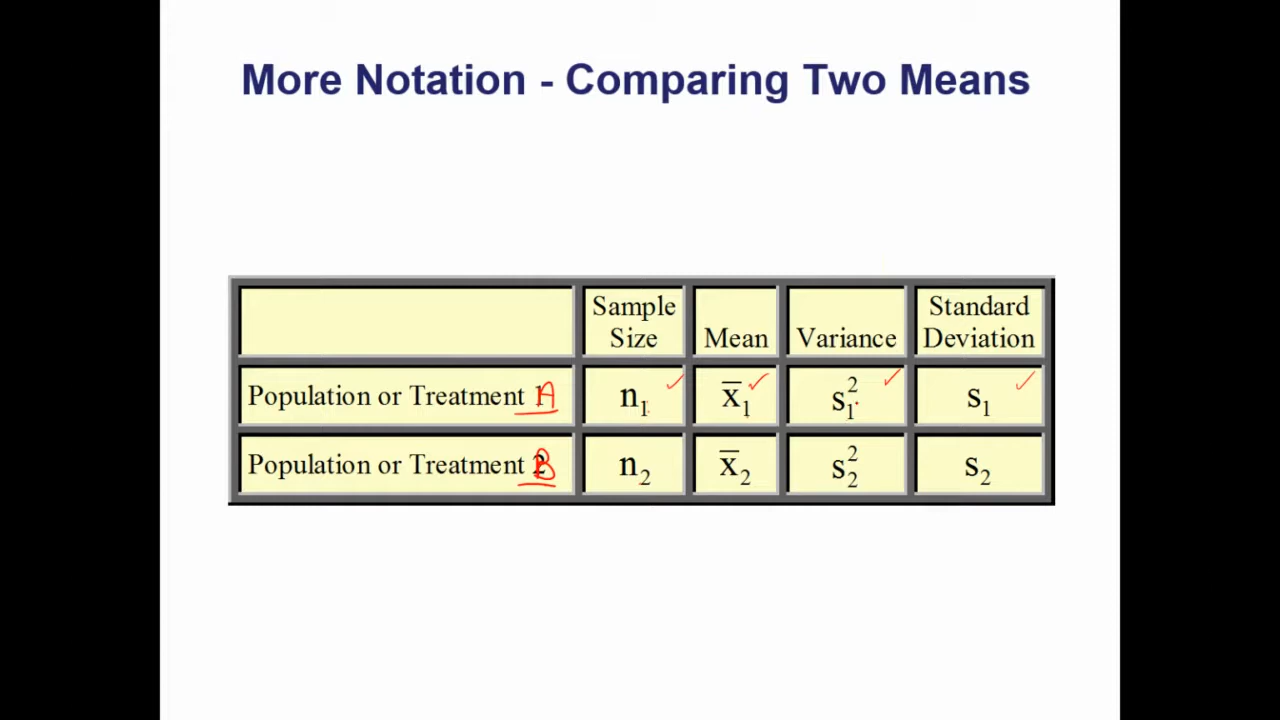 More Notation - Comparing Two Means
Sample Size Mean Variance Standard Deviation
Population or Treatment 1 A n₁ ✓ x̅₁ ✓ s₁² ✓ s₁ ✓
Population or Treatment 2 B n₂ x̅₂ s₂² s₂